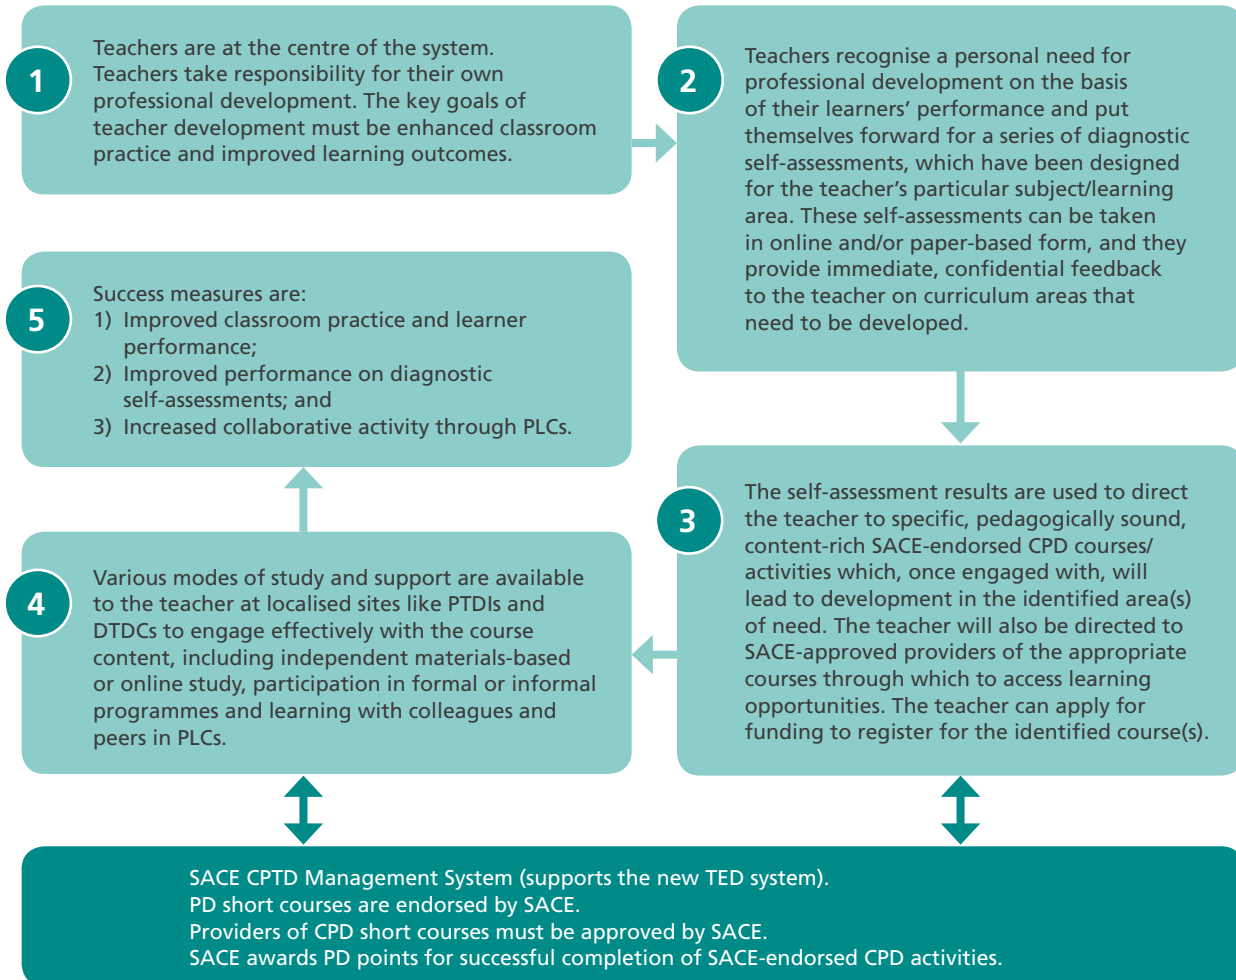 1
Teachers are at the centre of the system.
Teachers take responsibility for their own
professional development. The key goals of
teacher development must be enhanced classroom
practice and improved learning outcomes.
2
Teachers recognise a personal need for
professional development on the basis
of their learners’ performance and put
themselves forward for a series of diagnostic
self-assessments, which have been designed
for the teacher’s particular subject/learning
area. These self-assessments can be taken
in online and/or paper-based form, and they
provide immediate, confidential feedback
to the teacher on curriculum areas that
need to be developed.
3
The self-assessment results are used to direct
the teacher to specific, pedagogically sound,
content-rich SACE-endorsed CPD courses/
activities which, once engaged with, will
lead to development in the identified area(s)
of need. The teacher will also be directed to
SACE-approved providers of the appropriate
courses through which to access learning
opportunities. The teacher can apply for
funding to register for the identified course(s).
4
Various modes of study and support are available
to the teacher at localised sites like PTDIs and
DTDCs to engage effectively with the course
content, including independent materials-based
or online study, participation in formal or informal
programmes and learning with colleagues and
peers in PLCs.
5
Success measures are:
1) Improved classroom practice and learner
performance;
2) Improved performance on diagnostic
self-assessments; and
3) Increased collaborative activity through PLCs.
SACE CPTD Management System (supports the new TED system).
PD short courses are endorsed by SACE.
Providers of CPD short courses must be approved by SACE.
SACE awards PD points for successful completion of SACE-endorsed CPD activities.